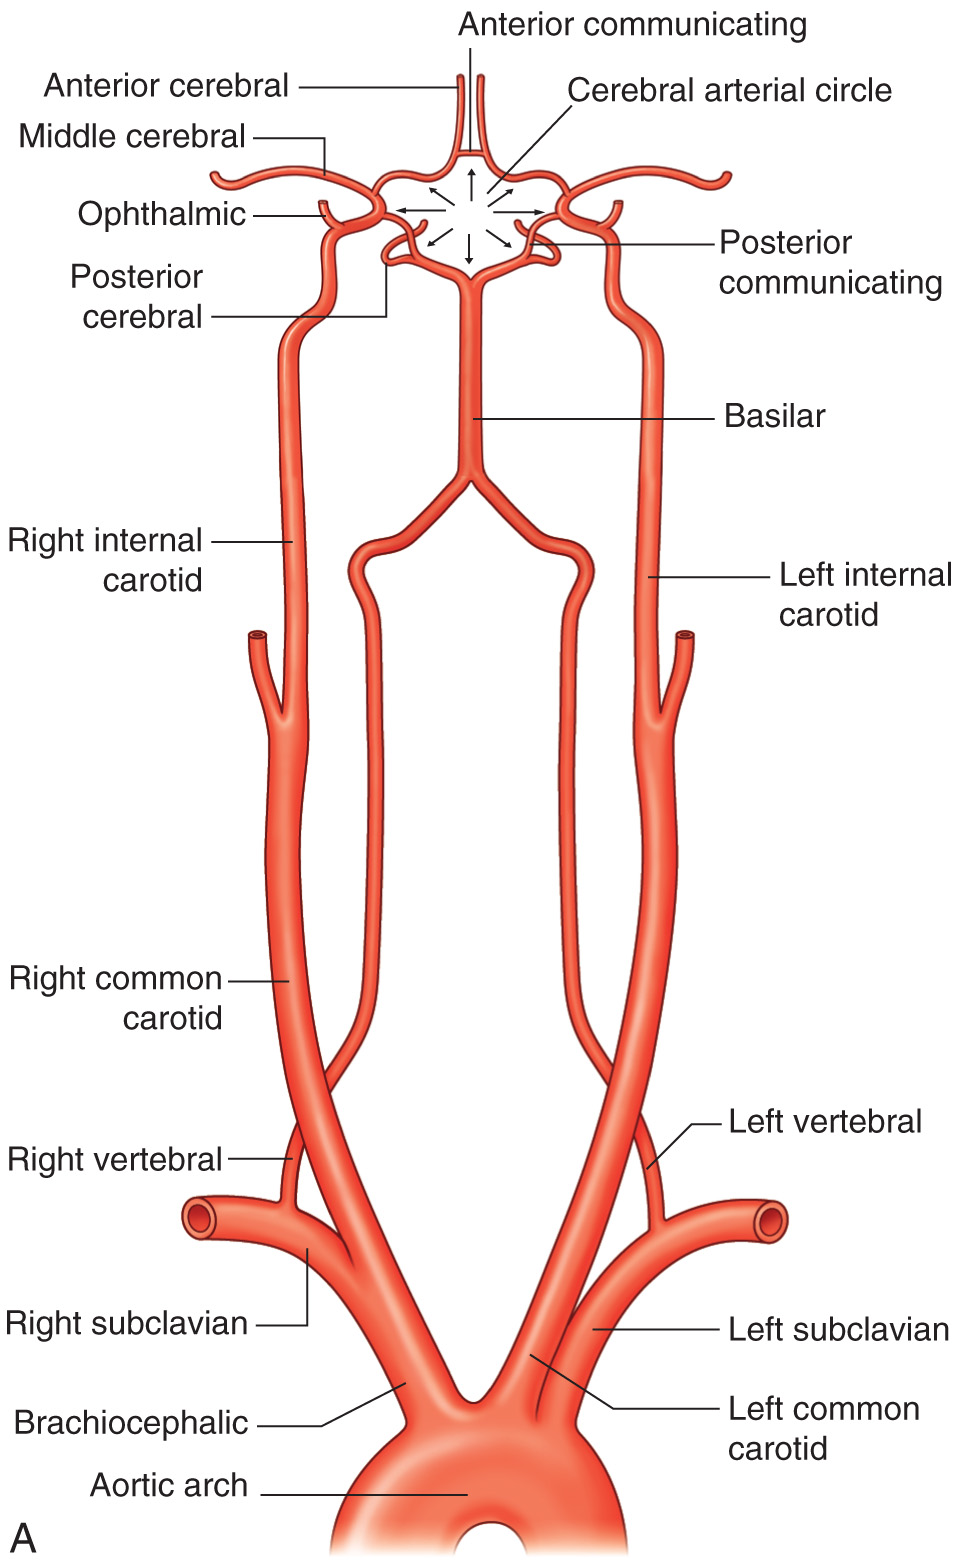 Anterior communicating
Anterior cerebral
Cerebral arterial circle
Middle cerebral
Ophthalmic
Posterior
communicating
Posterior
cerebral
Basilar
Right internal
carotid
Left internal
carotid
Right common
carotid
Left vertebral
Right vertebral
Right subclavian
Left subclavian
Brachiocephalic
Left common
carotid
Aortic arch
A